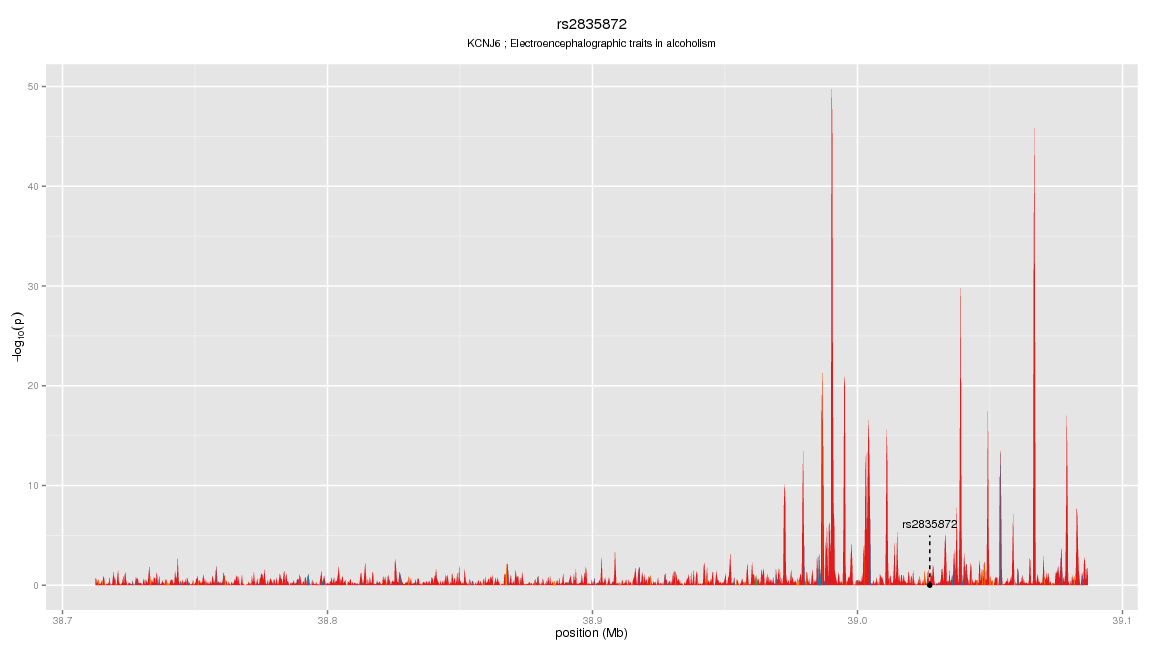 rs2835872
KCNJ6 ; Electroencephalographic traits in alcoholism
50
40
30
20
10
0
−log10(p)
rs2835872
38.7 38.8 38.9 39.0 39.1
position (Mb)